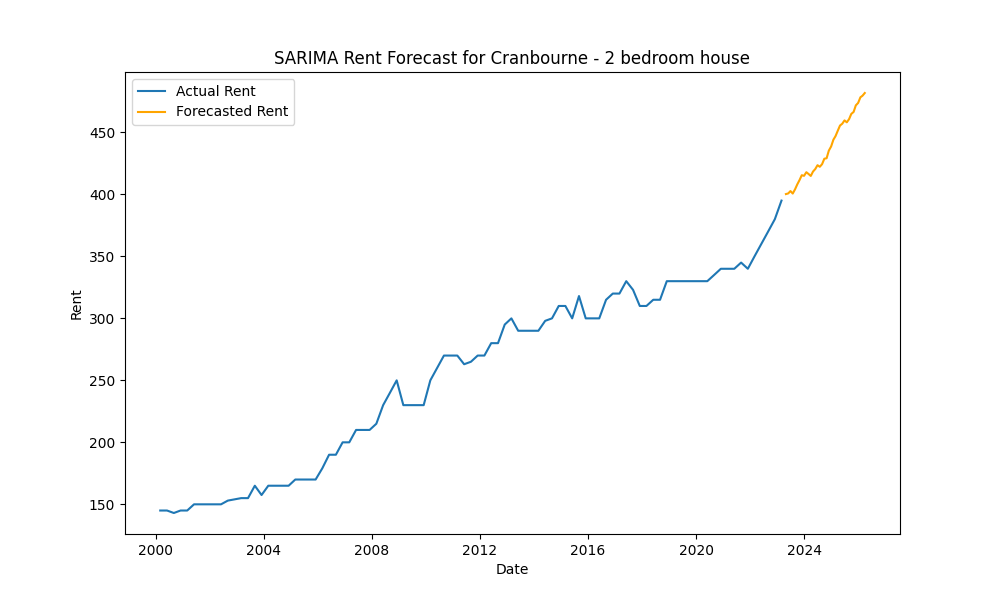 SARIMA Rent Forecast for Cranbourne - 2 bedroom house
Actual Rent
Forecasted Rent
450
400
350
300
250
200
150
Rent
2000 2004 2008 2012 2016 2020 2024
Date